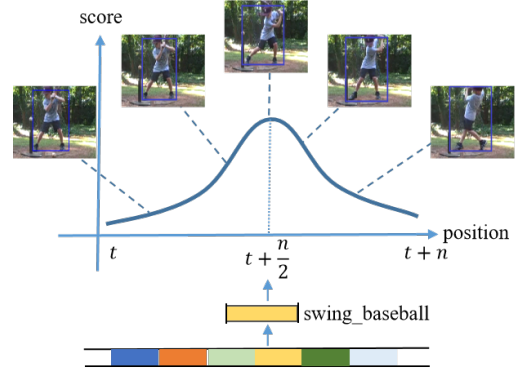 score
position
t
t + n/2
t + n
swing_baseball